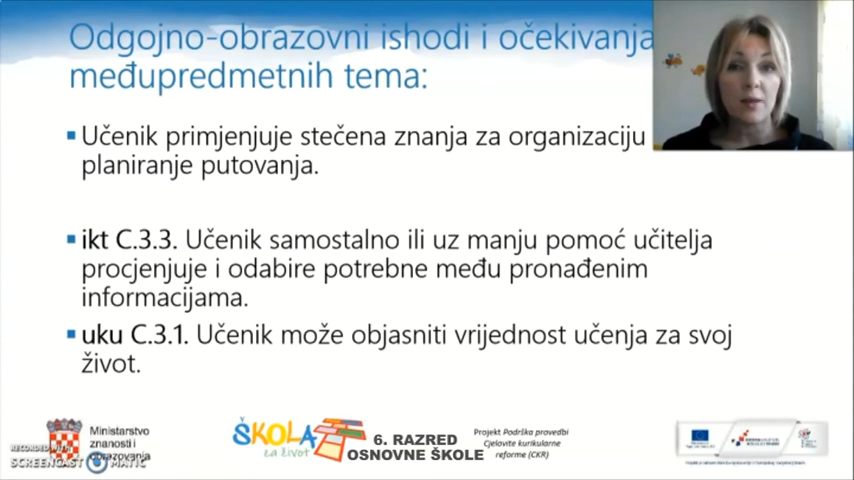 Odgojno-obrazovni ishodi i očekivanja
međupredmetnih tema:
Učenik primjenjuje stečena znanja za organizaciju
planiranje putovanja.
ikt C.3.3. Učenik samostalno ili uz manju pomoć učitelja
procjenjuje i odabire potrebne među pronađenim
informacijama.
uku C.3.1. Učenik može objasniti vrijednost učenja za svoj
život.
Ministarstvo
znanosti i
obrazovanja
RECORDED WITH
SCREENCAST MATIC
ŠKOLA
za život
6. RAZRED
OSNOVNE ŠKOLE
Projekt Podrška provedbi
Cjelovite kurikularne
reforme (CKR)